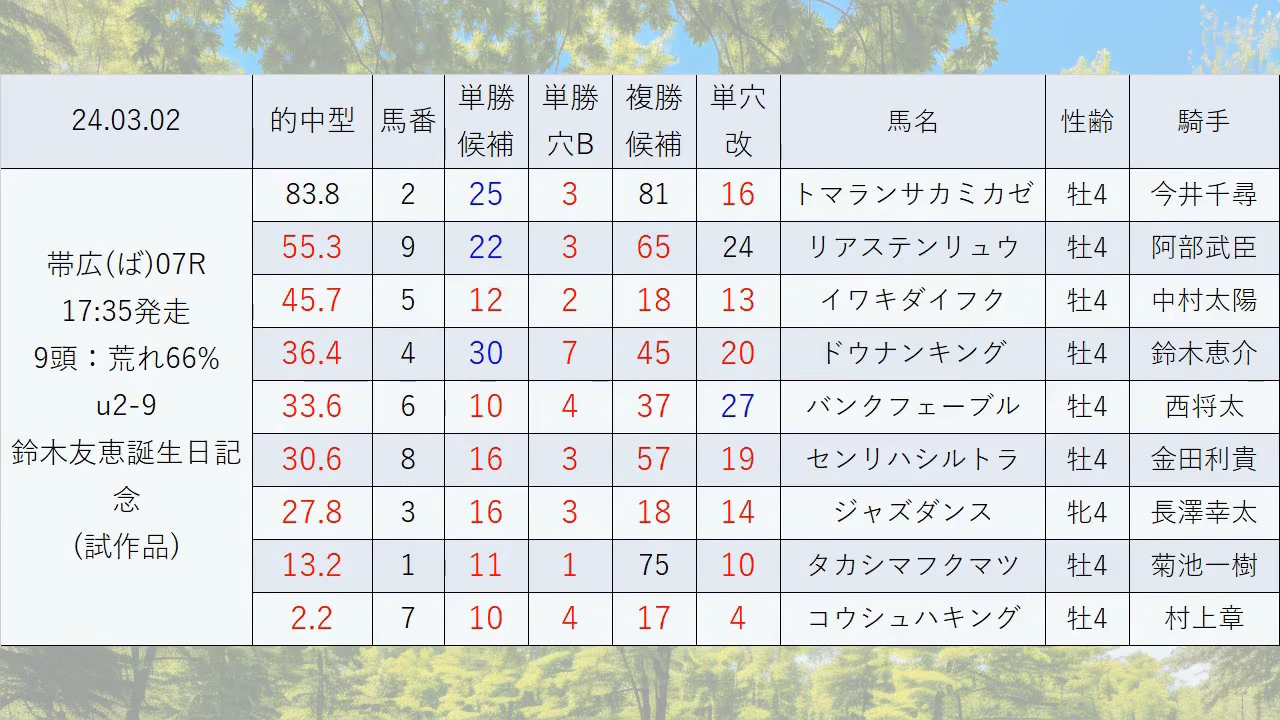 24.03.02 的中型 馬番 単勝候補 単勝穴B 複勝候補 単穴改 馬名 性齢 騎手
帯広(ば)07R
17:35発走
9頭：荒れ66%
u2-9
鈴木友恵誕生日記
念
(試作品)
83.8 2 25 3 81 16 トマランサカミカゼ 牡4 今井千尋
55.3 9 22 3 65 24 リアステンリュウ 牡4 阿部武臣
45.7 5 12 2 18 13 イワキダイフク 牡4 中村太陽
36.4 4 30 7 45 20 ドウナンキング 牡4 鈴木恵介
33.6 6 10 4 37 27 バンクフェーブル 牡4 西将太
30.6 8 16 3 57 19 センリハシルトラ 牡4 金田利貴
27.8 3 16 3 18 14 ジャズダンス 牝4 長澤幸太
13.2 1 11 1 75 10 タカシマフクマツ 牡4 菊池一樹
2.2 7 10 4 17 4 コウシュハキング 牡4 村上章